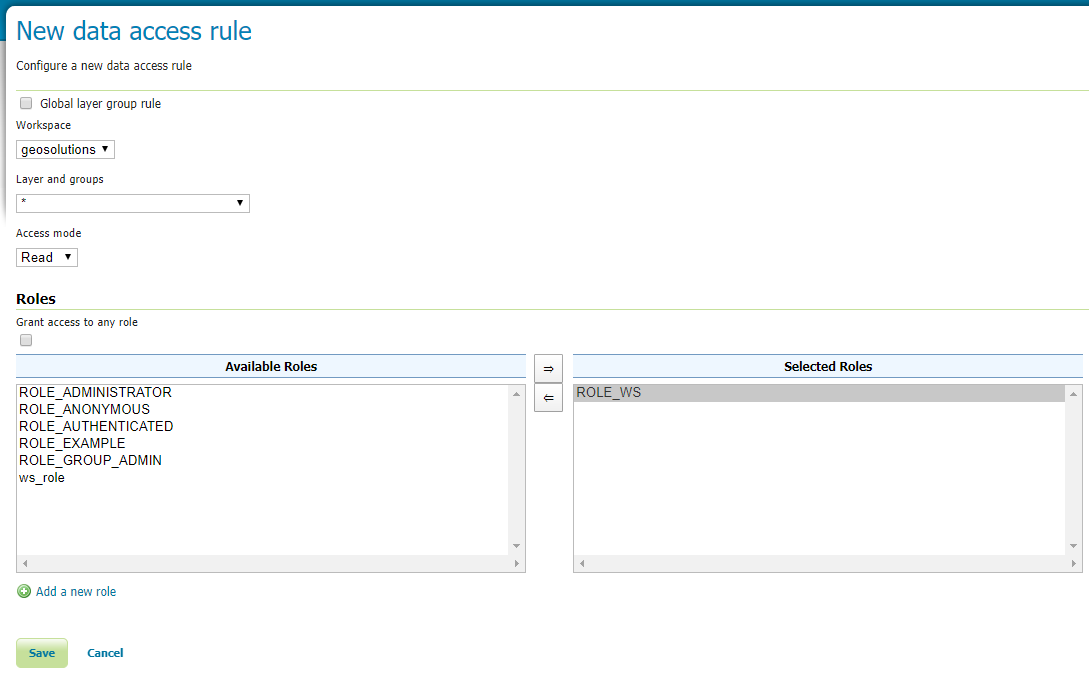 New data access rule
Configure a new data access rule
Global layer group rule
Workspace
geosolutions
Layer and groups
*
Access mode
Read
Roles
Grant access to any role
Available Roles
Selected Roles
ROLE_ADMINISTRATOR
ROLE_ANONYMOUS
ROLE_AUTHENTICATED
ROLE_EXAMPLE
ROLE_GROUP_ADMIN
ws_role
ROLE_WS
Add a new role
Save Cancel